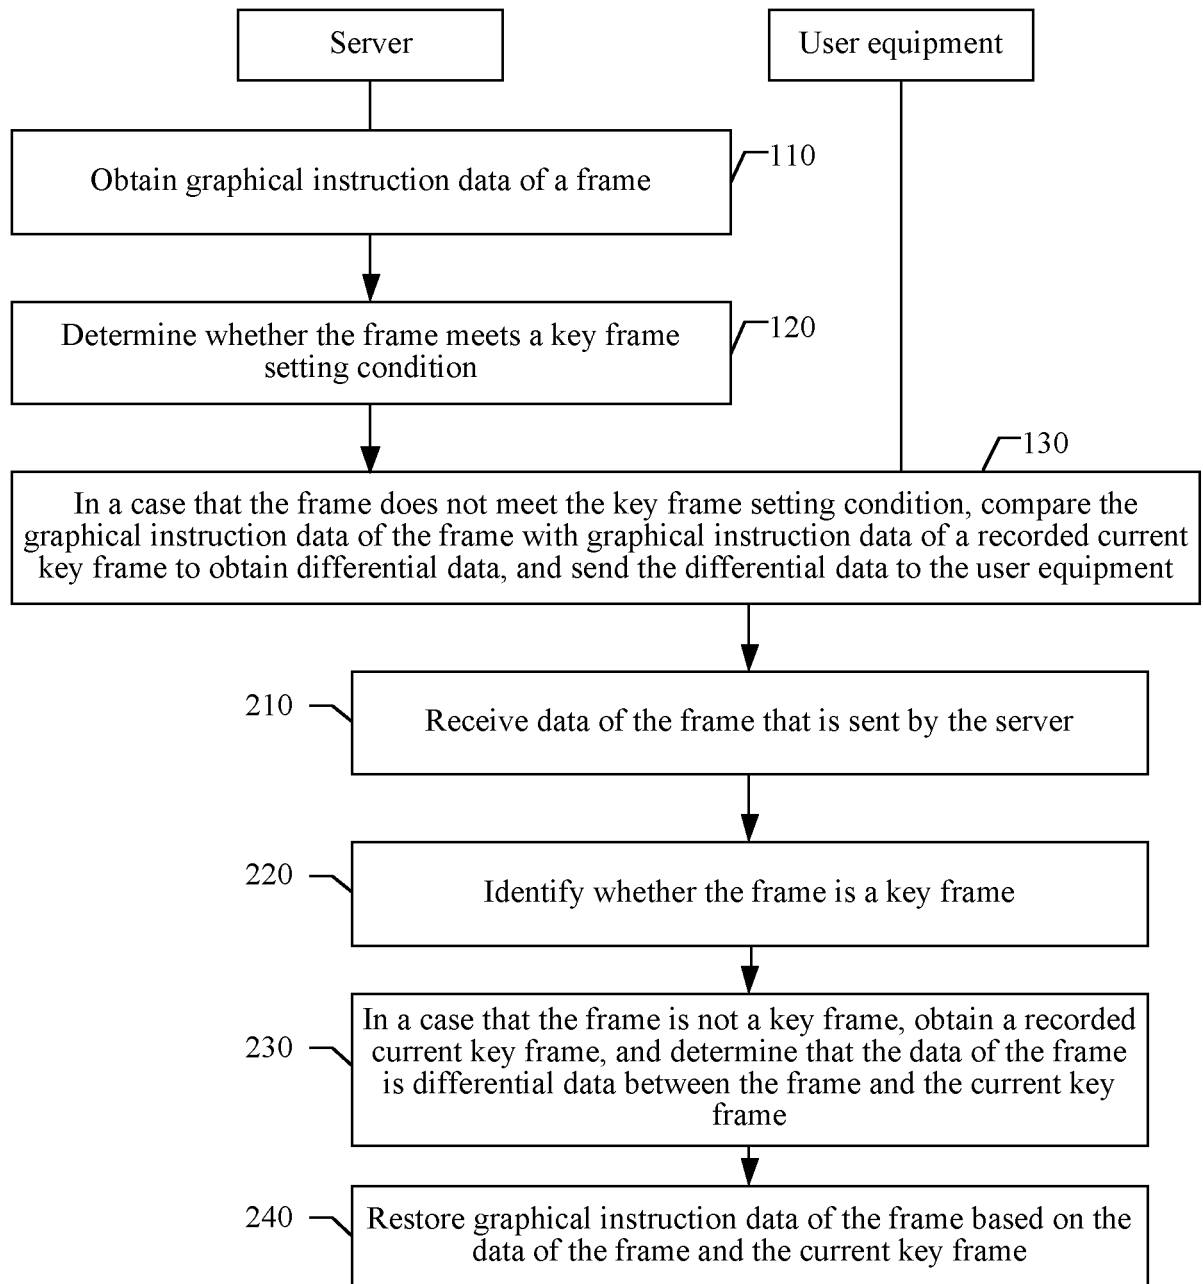 Server
User equipment
Obtain graphical instruction data of a frame
110
Determine whether the frame meets a key frame
setting condition
120
130
In a case that the frame does not meet the key frame setting condition, compare the
graphical instruction data of the frame with graphical instruction data of a recorded current
key frame to obtain differential data, and send the differential data to the user equipment
210
Receive data of the frame that is sent by the server
220
Identify whether the frame is a key frame
230
In a case that the frame is not a key frame, obtain a recorded
current key frame, and determine that the data of the frame
is differential data between the frame and the current key
frame
240
Restore graphical instruction data of the frame based on the
data of the frame and the current key frame